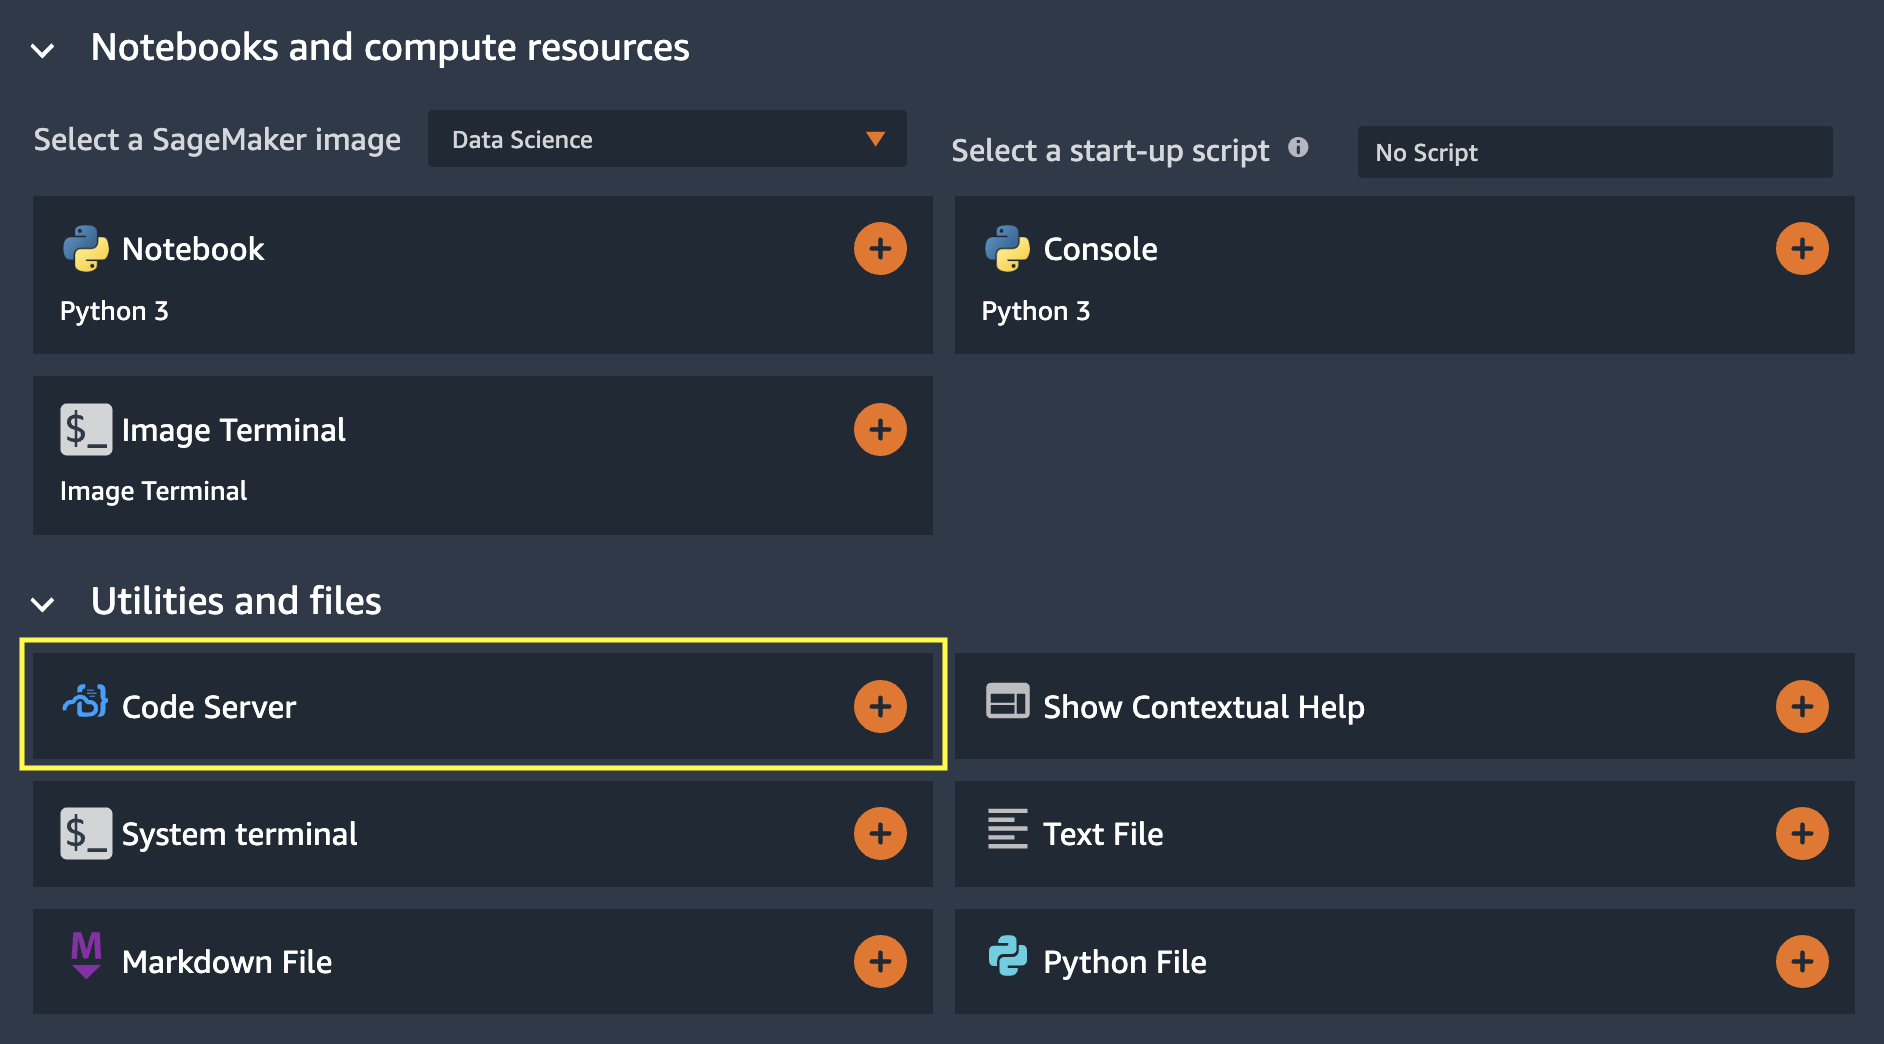 Notebooks and compute resources
Select a SageMaker image
Data Science
Select a start-up script
No Script
Notebook
Python 3
Console
Python 3
$_ Image Terminal
Image Terminal
Utilities and files
Code Server
Show Contextual Help
$_ System terminal
Text File
M Markdown File
Python File